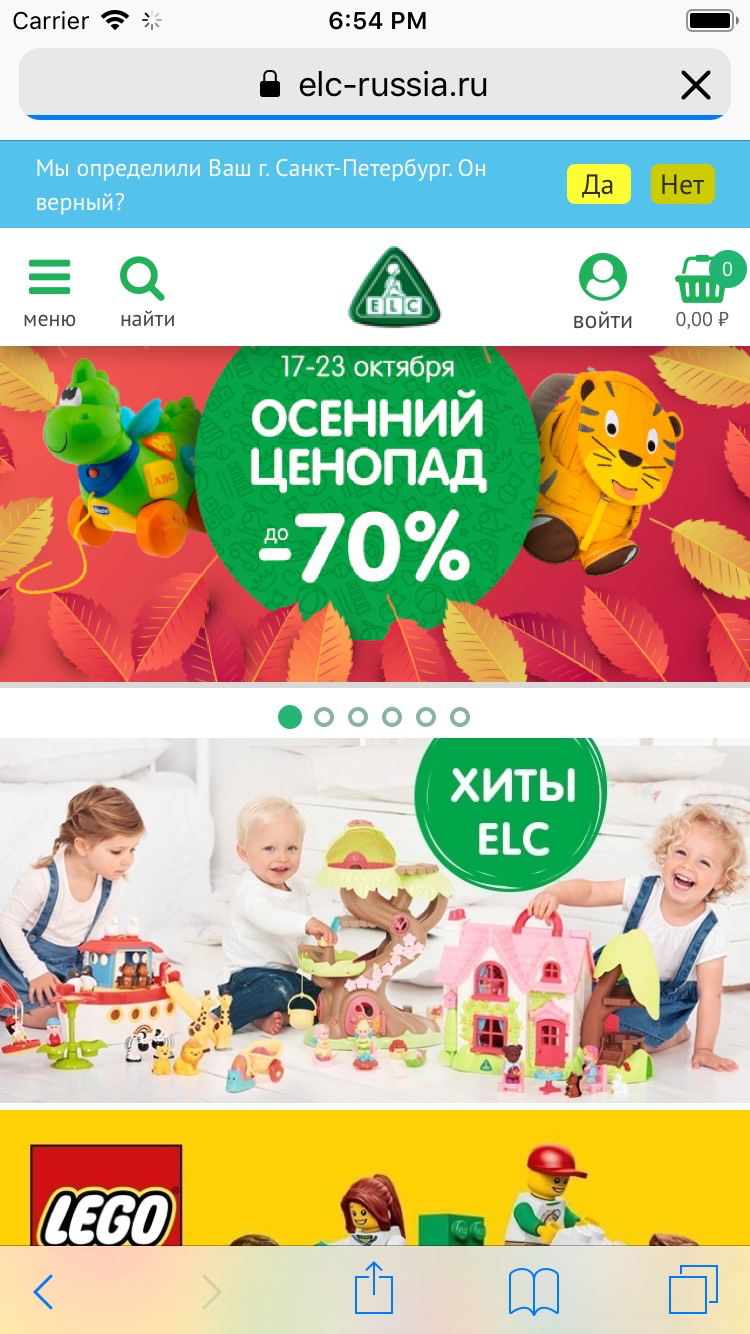 Carrier
6:54 PM
elc-russia.ru
Мы определили Ваш г. Санкт-Петербург. Он
верный?
Да
Нет
меню
найти
ELC
войти
0
0,00 ₽
17-23 октября
ОСЕННИЙ
ЦЕНОПАД
до
-70%
ABC
ХИТЫ
ELC
LEGO